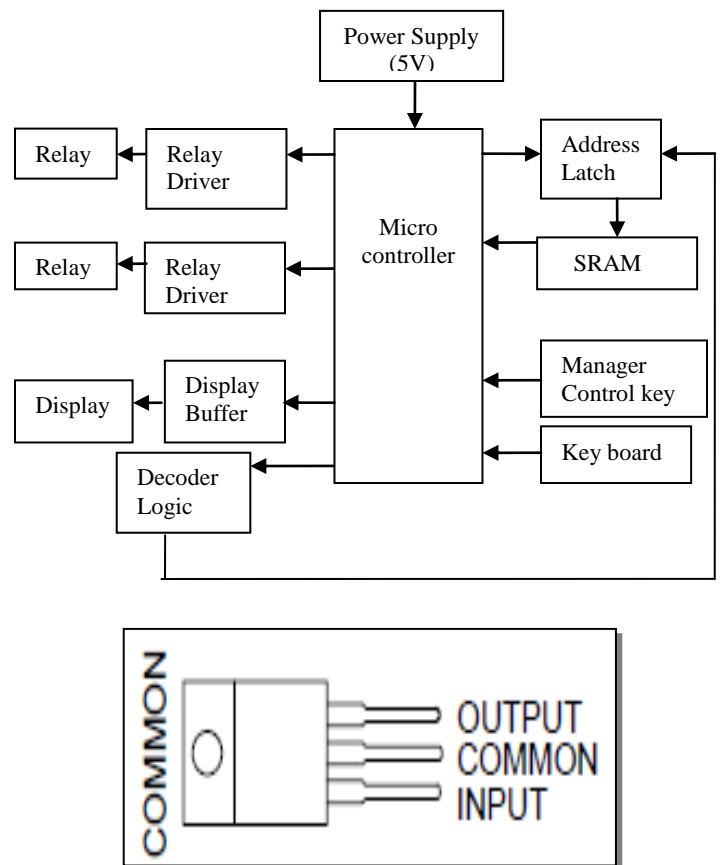 Power Supply
(5V)
Relay
Relay
Driver
Micro
controller
Address
Latch
Relay
Relay
Driver
SRAM
Manager
Control key
Display
Display
Buffer
Key board
Decoder
Logic
COMMON
OUTPUT
COMMON
INPUT